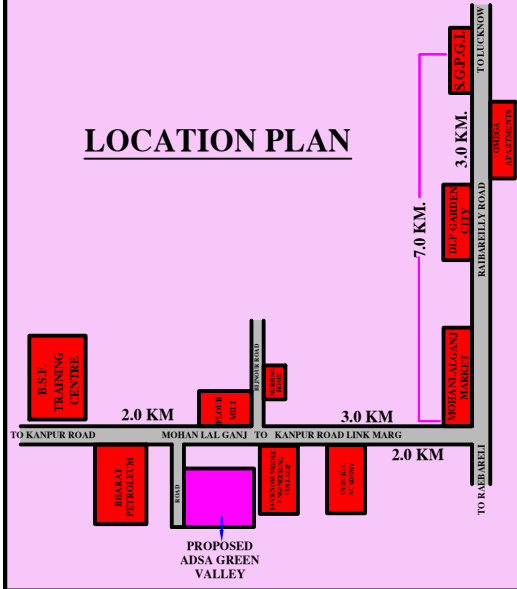 LOCATION PLAN
TO LUCKNOW
S.G.P.G.I.
OMEGA
APARTMENTS
3.0 KM.
7.0 KM.
DLF GARDEN
CITY
RAIBAREILLY ROAD
MOHANLALGANJ
MARKET
B.S.F.
TRAINING
CENTRE
BIJNOUR ROAD
NURSING
HOME
FLOUR
MILL
2.0 KM
3.0 KM
TO KANPUR ROAD
MOHAN LAL GANJ TO KANPUR ROAD LINK MARG
2.0 KM
TO RAEBARELI
BHARAT
PETROLEUM
ROAD
LUCKNOW MODEL
ENGINEERING
COLLEGE
GURUKUL
ACADEMY
PROPOSED
ADSA GREEN
VALLEY